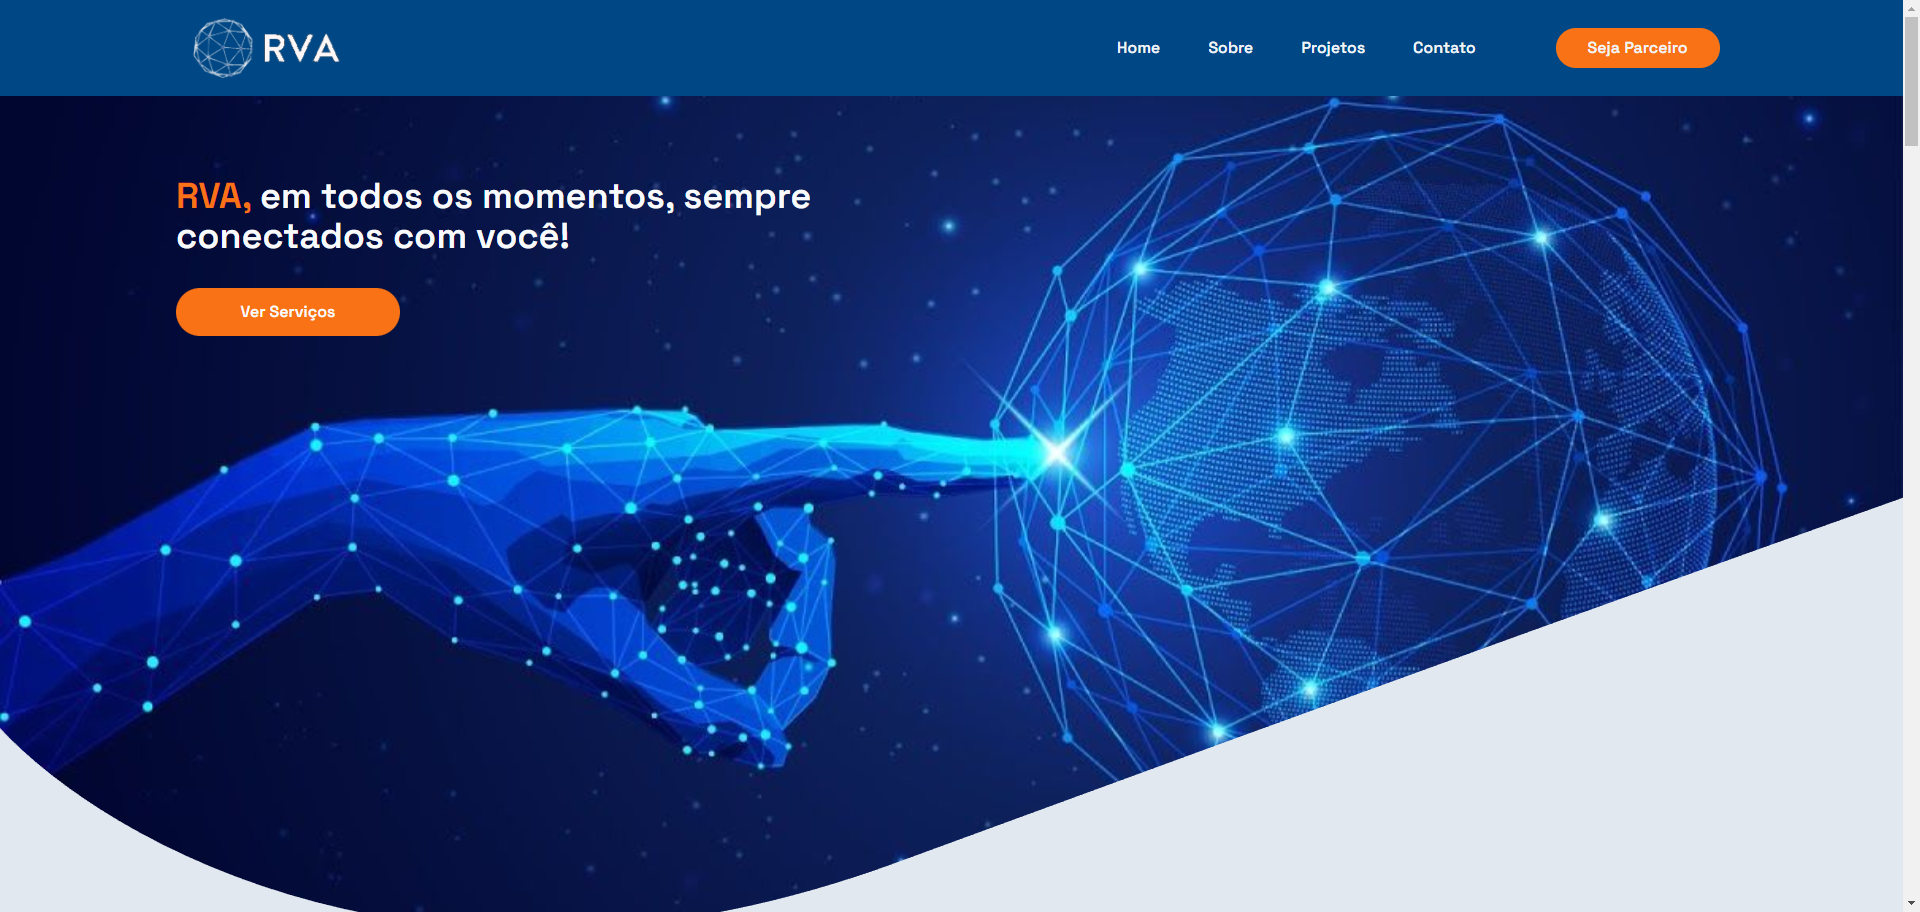 RVA
Home
Sobre
Projetos
Contato
Seja Parceiro
RVA, em todos os momentos, sempre
conectados com você!
Ver Serviços